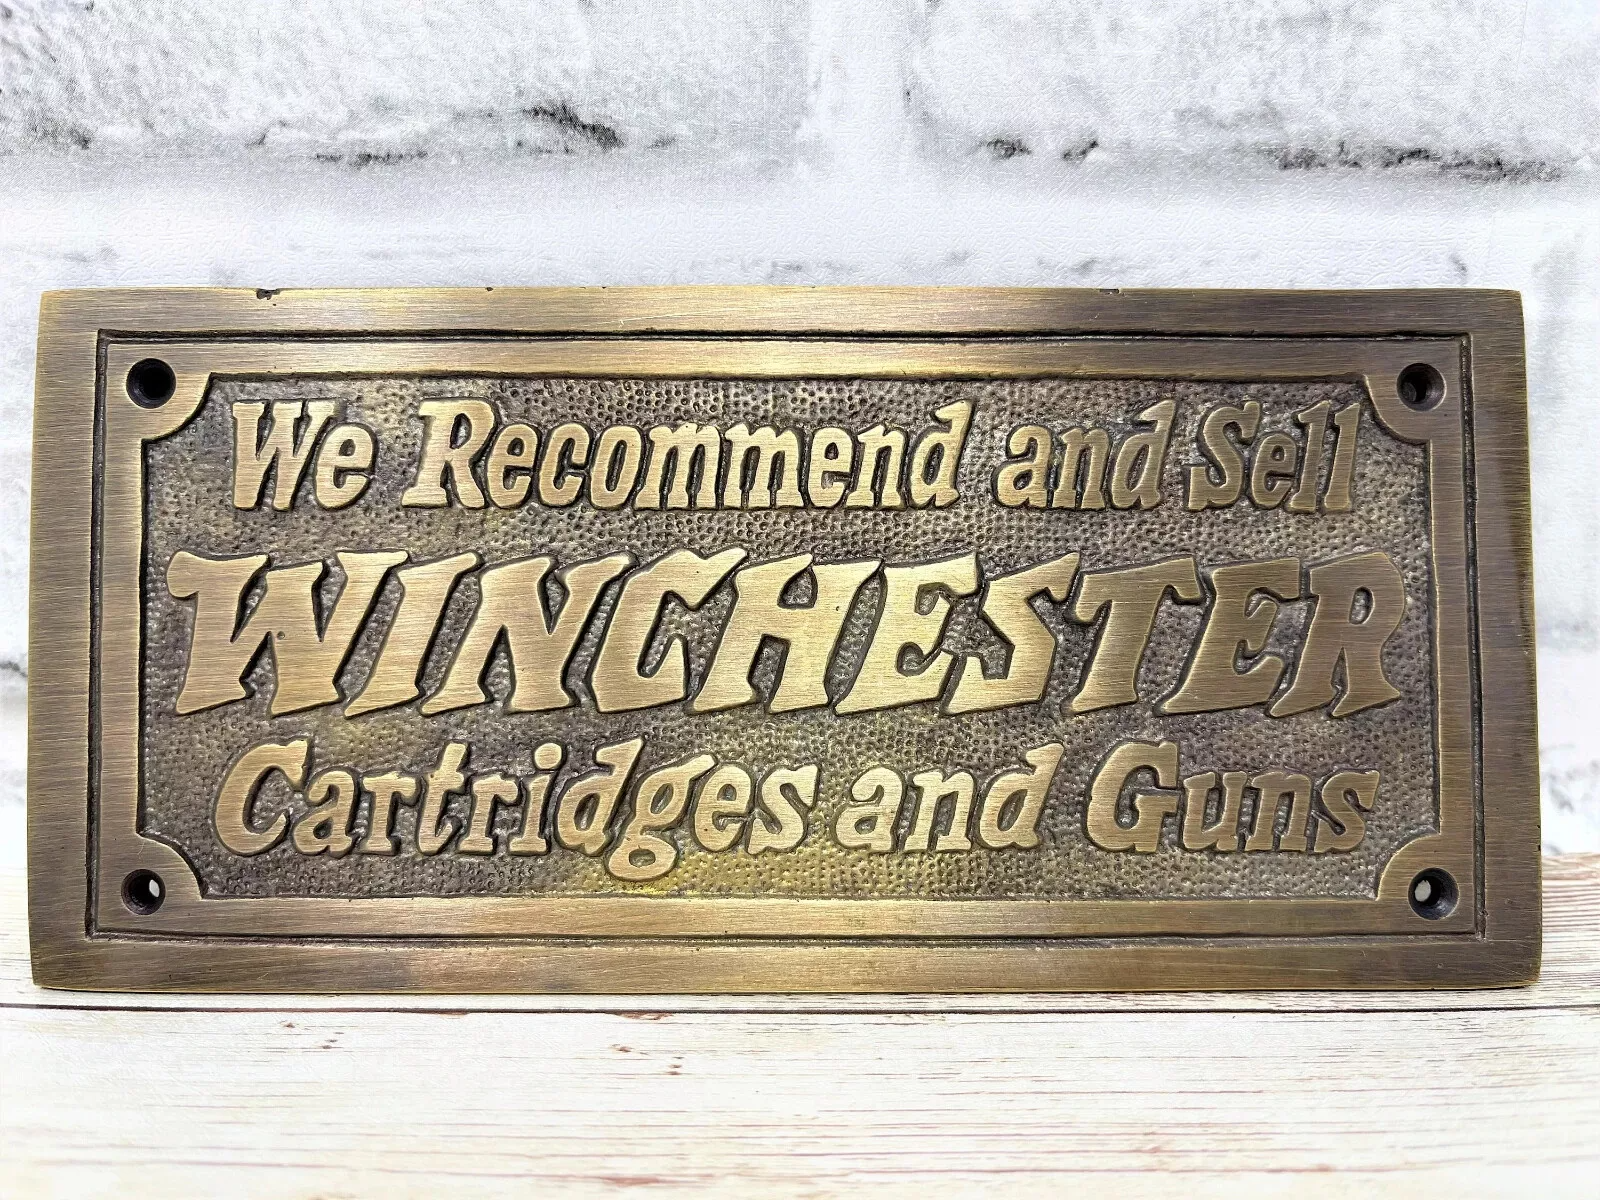 We Recommend and Sell
WINCHESTER
Cartridges and Guns